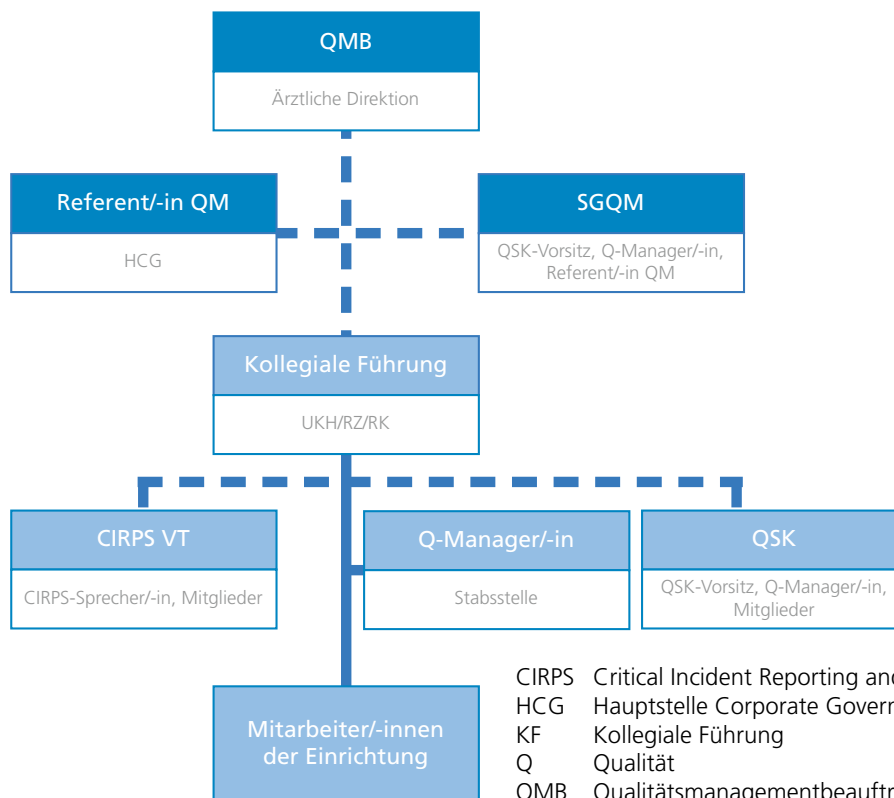 QMB
Ärztliche Direktion
Referent/-in QM
HCG
SGQM
QSK-Vorsitz, Q-Manager/-in,
Referent/-in QM
Kollegiale Führung
UKH/RZ/RK
CIRPS VT
CIRPS-Sprecher/-in, Mitglieder
Q-Manager/-in
Stabsstelle
QSK
QSK-Vorsitz, Q-Manager/-in,
Mitglieder
Mitarbeiter/-innen
der Einrichtung
CIRPS Critical Incident Reporting and
HCG Hauptstelle Corporate Govern
KF Kollegiale Führung
Q Qualität
QMB Qualitätsmanagementbeauftr